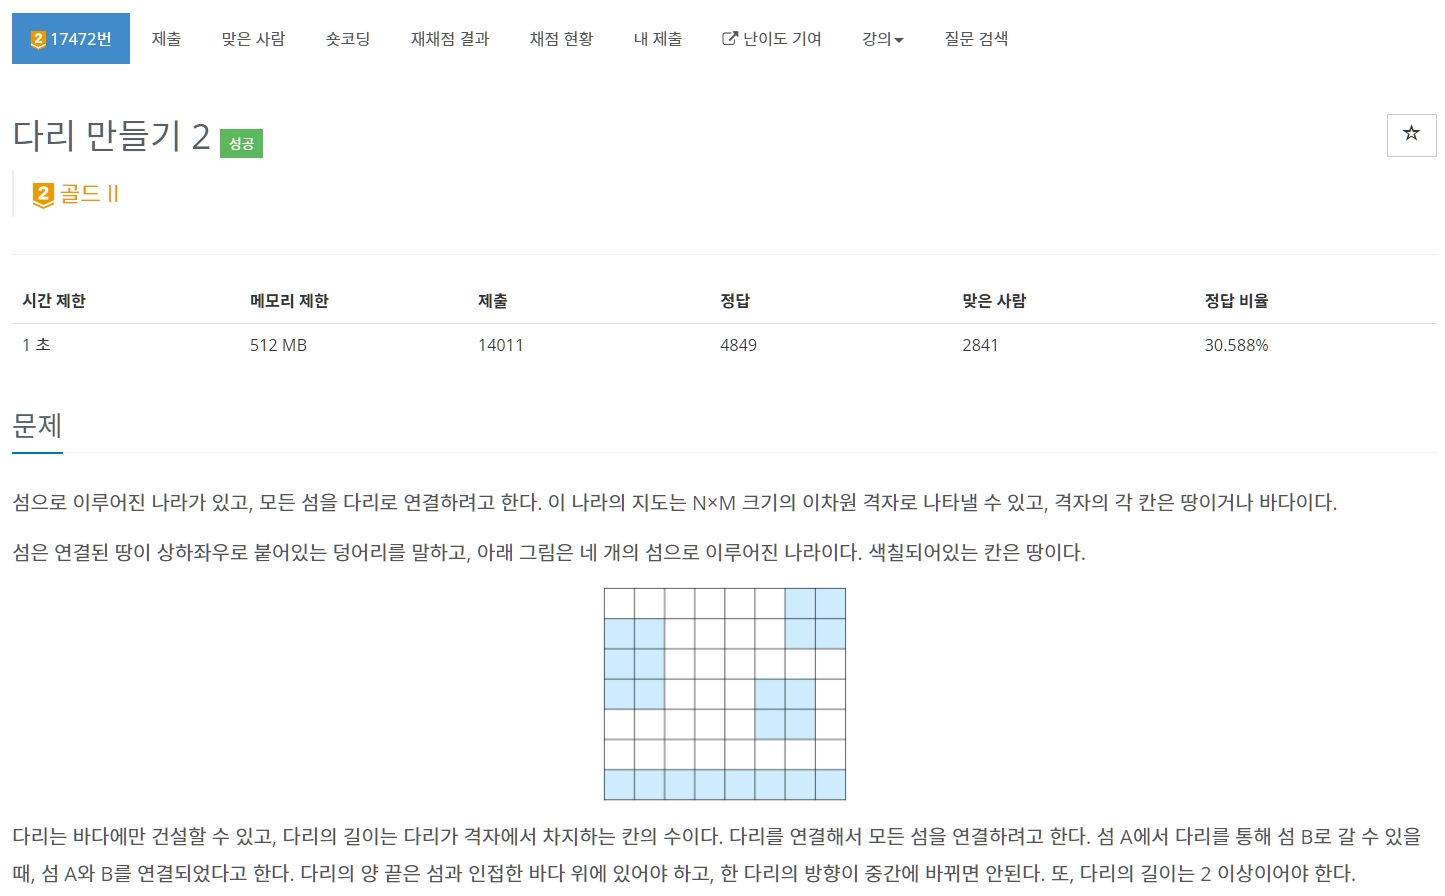 2 17472번 제출 맞은 사람 숏코딩 재채점 결과 채점 현황 내 제출 난이도 기여 강의 질문 검색
다리 만들기 2 성공
2 골드 II
시간 제한 메모리 제한 제출 정답 맞은 사람 정답 비율
1 초 512 MB 14011 4849 2841 30.588%
문제
섬으로 이루어진 나라가 있고, 모든 섬을 다리로 연결하려고 한다. 이 나라의 지도는 N×M 크기의 이차원 격자로 나타낼 수 있고, 격자의 각 칸은 땅이거나 바다이다.
섬은 연결된 땅이 상하좌우로 붙어있는 덩어리를 말하고, 아래 그림은 네 개의 섬으로 이루어진 나라이다. 색칠되어있는 칸은 땅이다.
다리는 바다에만 건설할 수 있고, 다리의 길이는 다리가 격자에서 차지하는 칸의 수이다. 다리를 연결해서 모든 섬을 연결하려고 한다. 섬 A에서 다리를 통해 섬 B로 갈 수 있을
때, 섬 A와 B를 연결되었다고 한다. 다리의 양 끝은 섬과 인접한 바다 위에 있어야 하고, 한 다리의 방향이 중간에 바뀌면 안된다. 또, 다리의 길이는 2 이상이어야 한다.